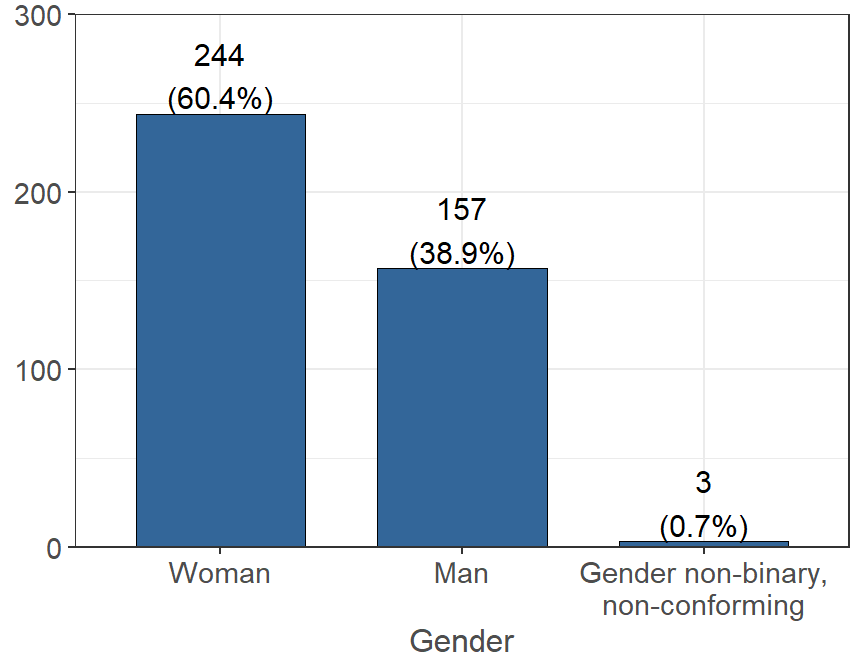 300
244
(60.4%)
200
157
(38.9%)
100
3
(0.7%)
0
Woman
Man
Gender non-binary,
non-conforming
Gender